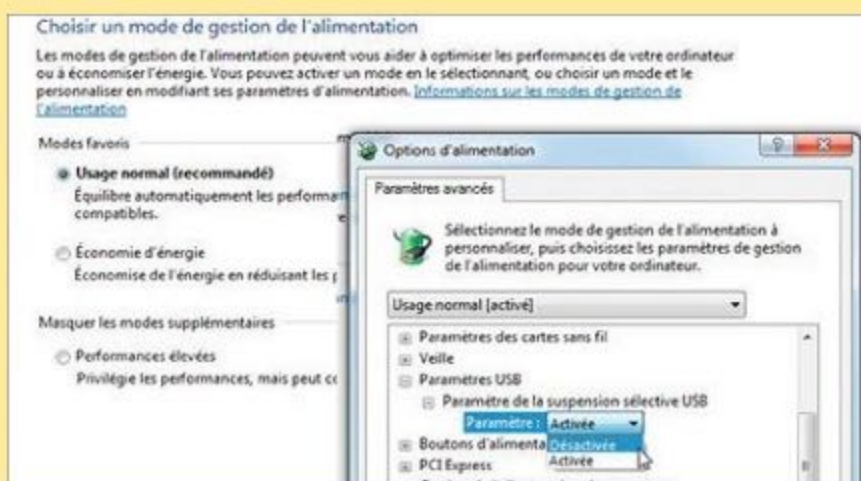 Choisir un mode de gestion de l'alimentation
Les modes de gestion de l'alimentation peuvent vous aider à optimiser les performances de votre ordinateur
ou à économiser l'énergie. Vous pouvez activer un mode en le sélectionnant, ou choisir un mode et le
personnaliser en modifiant ses paramètres d'alimentation. Informations sur les modes de gestion de
l'alimentation
Modes favoris
Usage normal (recommandé)
Équilibre automatiquement les
compatibles.
Économie d'énergie
Économise de l'énergie en réduisant les
Masquer les modes supplémentaires
Performances élevées
Privilégie les performances, mais peut
Options d'alimentation
Paramètres avancés
Sélectionnez le mode de gestion de l'alimentation à
personnaliser, puis choisissez les paramètres de gestion
de l'alimentation pour votre ordinateur.
Usage normal [activé]
Paramètres des cartes sans fil
Veille
Paramètres USB
Paramètre de la suspension sélective USB
Paramètre : Activée
Boutons
Désactivée
Activée
PCI Express